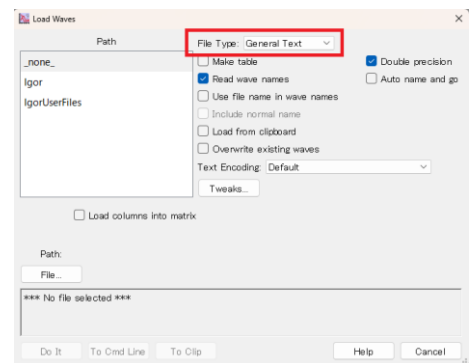 Load Waves
Path
File Type: General Text
_none_
Igor
IgorUserFiles
Make table
Double precision
Read wave names
Auto name and go
Use file name in wave names
Include normal name
Load from clipboard
Overwrite existing waves
Text Encoding: Default
Tweaks...
Load columns into matrix
Path:
File...
*** No file selected ***
Do It To Cmd Line To Clip Help Cancel